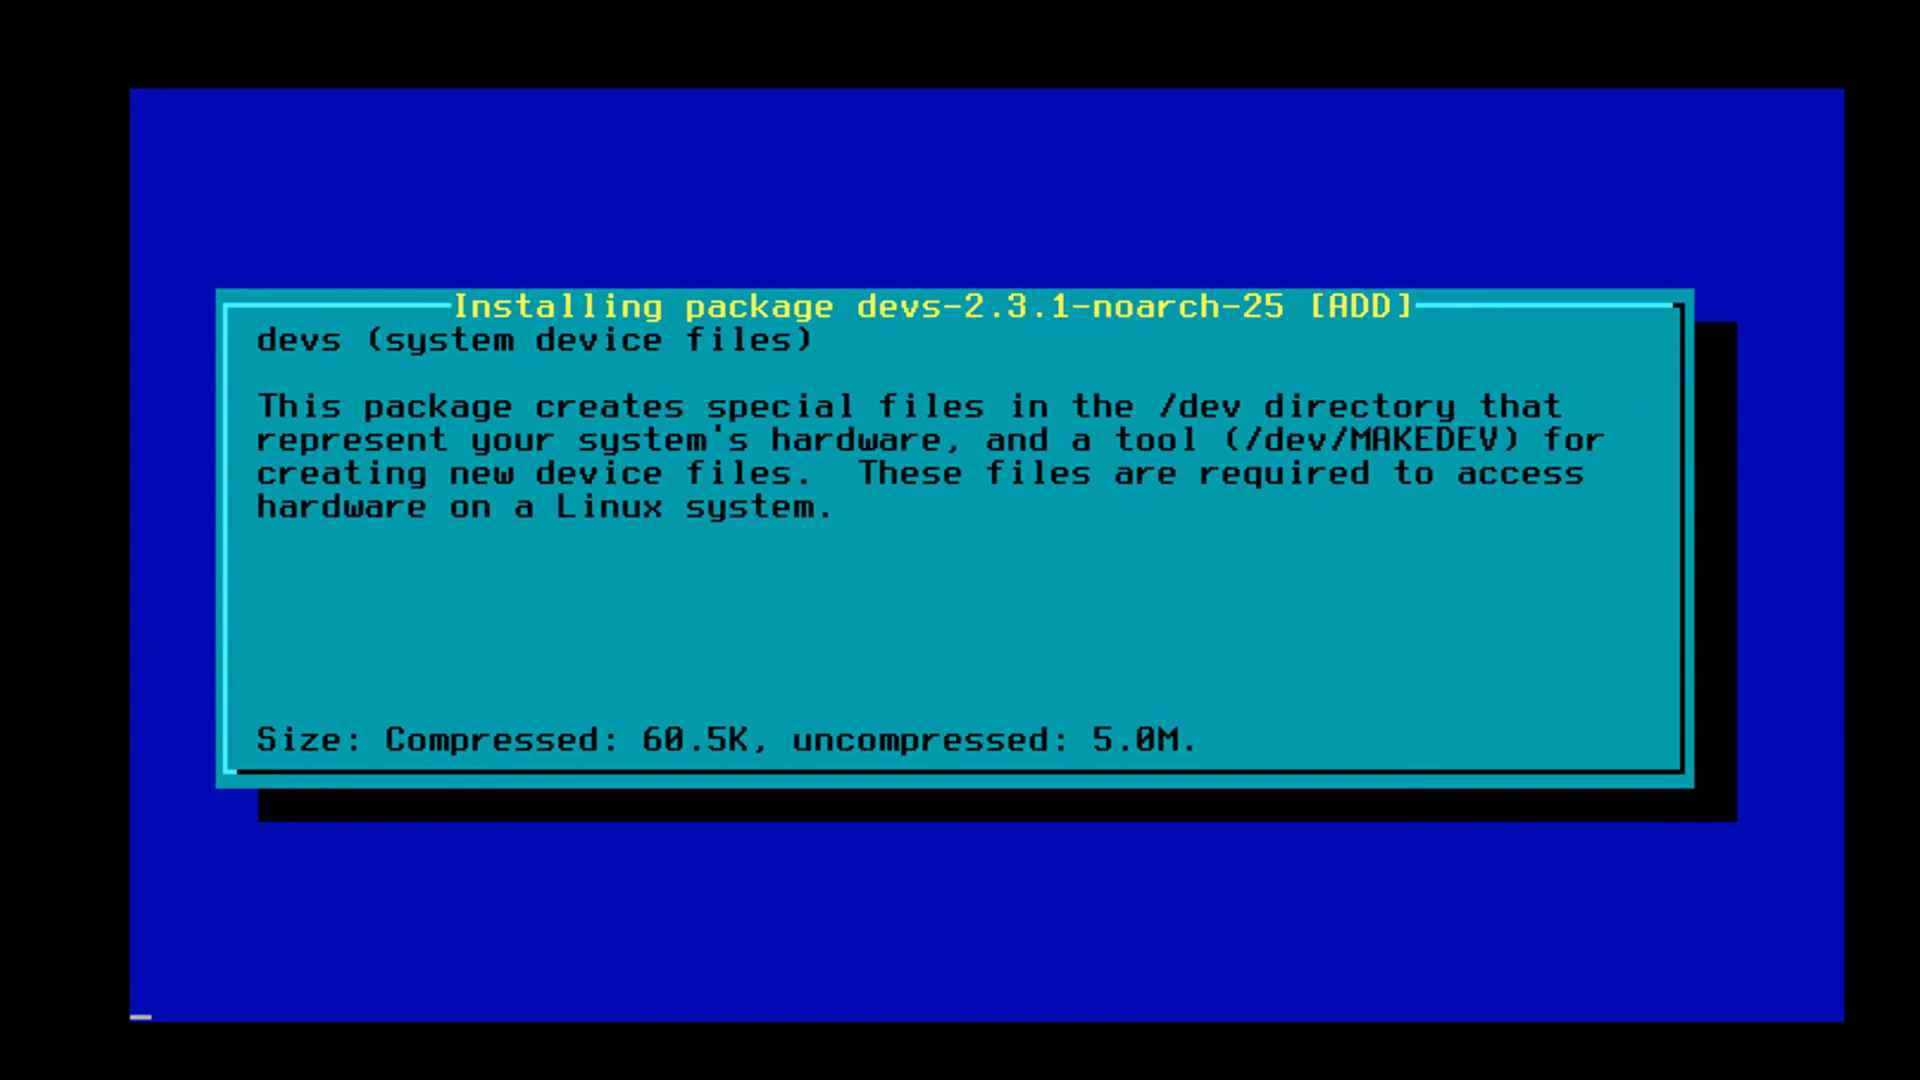 Installing package devs-2.3.1-noarch-25 [ADD]
devs (system device files)
This package creates special files in the /dev directory that
represent your system's hardware, and a tool (/dev/MAKEDEV) for
creating new device files.  These files are required to access
hardware on a Linux system.
Size: Compressed: 60.5K, uncompressed: 5.0M.